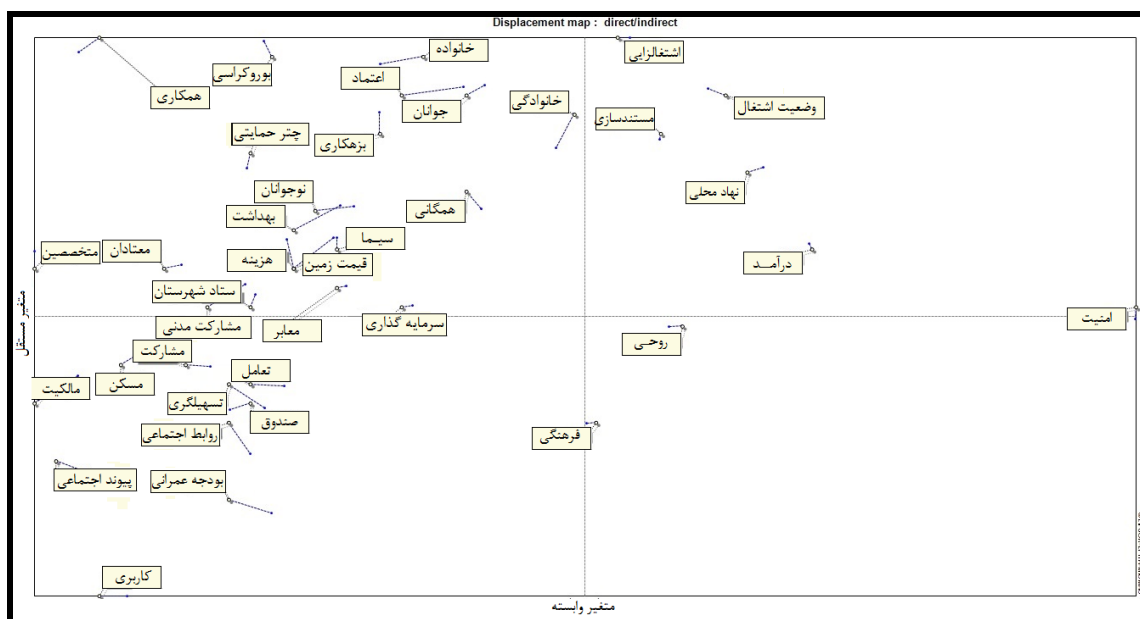 Displacement map : direct/indirect
خانواده
اشتغالزایی
بوروکراسی
اعتماد
همکاری
جوانان
خانوادگی
وضعیت اشتغال
مستندسازی
چتر حمایتی
بزهکاری
نهاد محلی
نوجوانان
همگانی
بهداشت
سیما
معتادان
متخصصین
هزینه
قیمت زمین
درآمد
ستاد شهرستان
متغیر مستقل
مشارکت مدنی
معابر
سرمایه گذاری
امنیت
روحی
مشارکت
تعامل
مسکن
مالکیت
تسهیلگری
صندوق
روابط اجتماعی
فرهنگی
پیوند اجتماعی
بودجه عمرانی
کاربری
متغیر وابسته